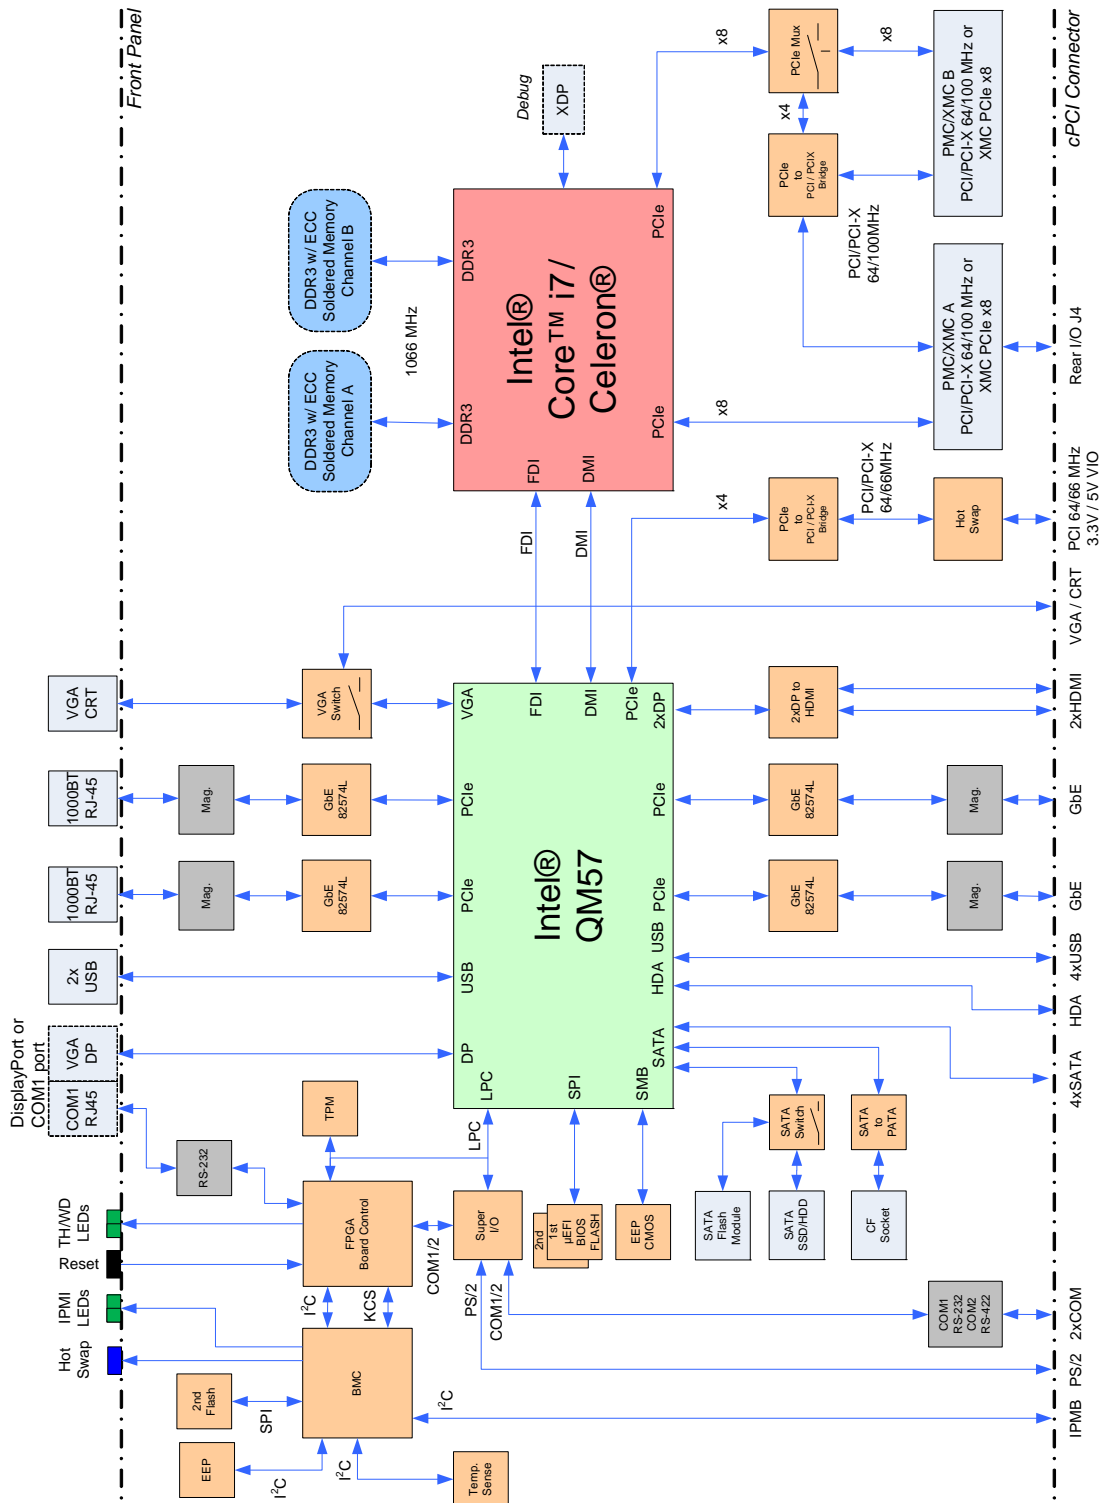 Front Panel
DisplayPort or
COM1 port
Hot
Swap
IPMI
LEDs
Reset
TH/WD
LEDs
COM1
RJ45
VGA
DP
2x
USB
1000BT
RJ-45
1000BT
RJ-45
VGA
CRT
EEP
2nd
Flash
RS-232
Mag.
Mag.
I²C
SPI
BMC
I²C
KCS
FPGA
Board Control
TPM
GbE
82574L
GbE
82574L
VGA
Switch
DDR3 w/ ECC
Soldered Memory
Channel A
DDR3 w/ ECC
Soldered Memory
Channel B
1066 MHz
I²C
Temp.
Sense
I²C
COM1/2
PS/2
COM1/2
Super
I/O
LPC
2nd
1st
µEFI
BIOS
FLASH
EEP
CMOS
LPC
DP
USB
PCIe
PCIe
VGA
SPI
SMB
Intel®
QM57
FDI
DMI
PCIe
SATA
HDA
USB
PCIe
PCIe
2xDP
FDI
DMI
DDR3
DDR3
FDI
DMI
Intel®
Core™ i7/
Celeron®
PCIe
PCIe
Debug
XDP
SATA
Flash
Module
SATA
Switch
SATA
SSD/HDD
SATA
to
PATA
CF
Socket
GbE
82574L
GbE
82574L
2xDP to
HDMI
x4
PCIe
to
PCI / PCI-X
Bridge
PCI/PCI-X
64/66MHz
Hot
Swap
x8
PCIe
to
PCI / PCIX
Bridge
x4
PCIe Mux
x8
x8
PCI/PCI-X
64/100MHz
COM1
RS-232
COM2
RS-422
Mag.
Mag.
PMC/XMC A
PCI/PCI-X 64/100 MHz or
XMC PCIe x8
PMC/XMC B
PCI/PCI-X 64/100 MHz or
XMC PCIe x8
IPMB
PS/2
2xCOM
4xSATA
HDA
4xUSB
GbE
GbE
2xHDMI
VGA / CRT
PCI 64/66 MHz
3.3V / 5V VIO
Rear I/O J4
cPCI Connector